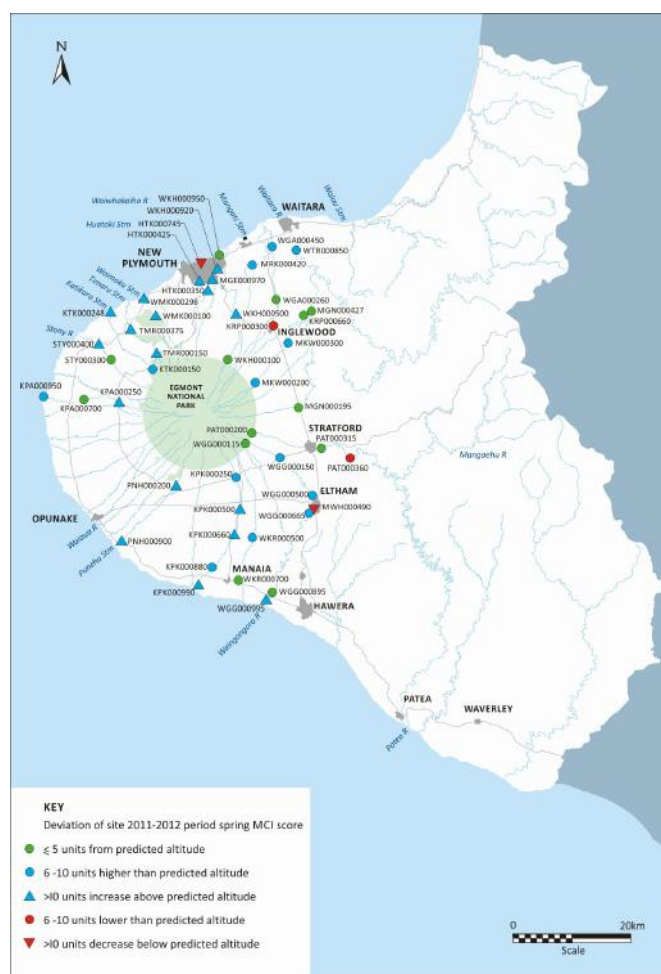 N
WKH000950
Waiwhakaiho R
WKH000920
Mangati Stm
Waitara R
WAITARA
Waiau Stm
HTK000745
Huatoki Stm
HTK000425
WGA000450
WTR000850
NEW
PLYMOUTH
MRK000420
MGE000970
Waimoku Stm
Timaru Stm
Katikara Stm
HTK000350
WMK000298
WGA000260
MGN000427
KTK000248
WMK000100
WKH000500
KRP000660
KRP000300
INGLEWOOD
TMR000375
Stony R
STY000400
MKW000300
TMR000150
STY000300
WKH000100
KTK000150
KPA000950
KPA000250
MKW000200
EGMONT
NATIONAL
PARK
KPA000700
MGN000195
STRATFORD
PAT000200
PAT000315
WGG000115
Mangaehu R
WGG000150
PAT000360
KPK000250
PNH000200
WGG000500
ELTHAM
KPK000500
MWH000490
WGG000665
OPUNAKE
Waiaua R
KPK000660
WKR000500
PNH000900
Punehu Stm
KPK000880
MANAIA
WKR000700
KPK000990
WGG000895
WGG000995
HAWERA
Waingongoro R
PATEA
WAVERLEY
Patea R
KEY
Deviation of site 2011-2012 period spring MCI score
⩽ 5 units from predicted altitude
6 -10 units higher than predicted altitude
>10 units increase above predicted altitude
6 -10 units lower than predicted altitude
>10 units decrease below predicted altitude
0
20km
Scale